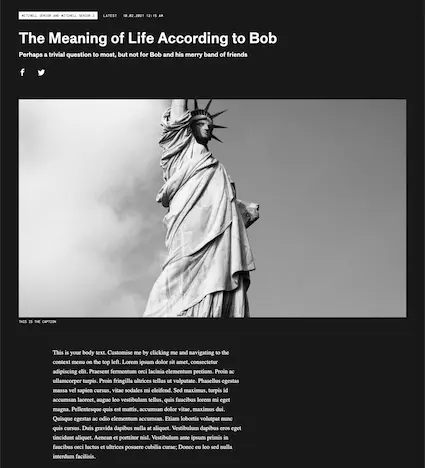 MITCHELL SENIOR AND MITCHELL SENIOR 2 LATEST 10.02.2021 12:15 AM
The Meaning of Life According to Bob
Perhaps a trivial question to most, but not for Bob and his merry band of friends
THIS IS THE CAPTION
This is your body text. Customise me by clicking me and navigating to the
context menu on the top left. Lorem ipsum dolor sit amet, consectetur
adipiscing elit. Praesent fermentum orci lacinia elementum pretium. Proin ac
ullamcorper turpis. Proin fringilla ultrices tellus ut vulputate. Phasellus egestas
massa vel sapien cursus, vitae sodales mi eleifend. Sed maximus, turpis id
accumsan laoreet, augue leo vestibulum tellus, quis faucibus lorem mi eget
magna. Pellentesque quis est mattis, accumsan dolor vitae, maximus dui.
Quisque egestas ac odio elementum accumsan. Etiam lobortis volutpat nunc
quis cursus. Duis gravida dapibus nulla at aliquet. Vestibulum dapibus eros eget
tincidunt aliquet. Aenean et porttitor nisl. Vestibulum ante ipsum primis in
faucibus orci luctus et ultrices posuere cubilia curae; Donec eu leo sed nulla
interdum facilisis.